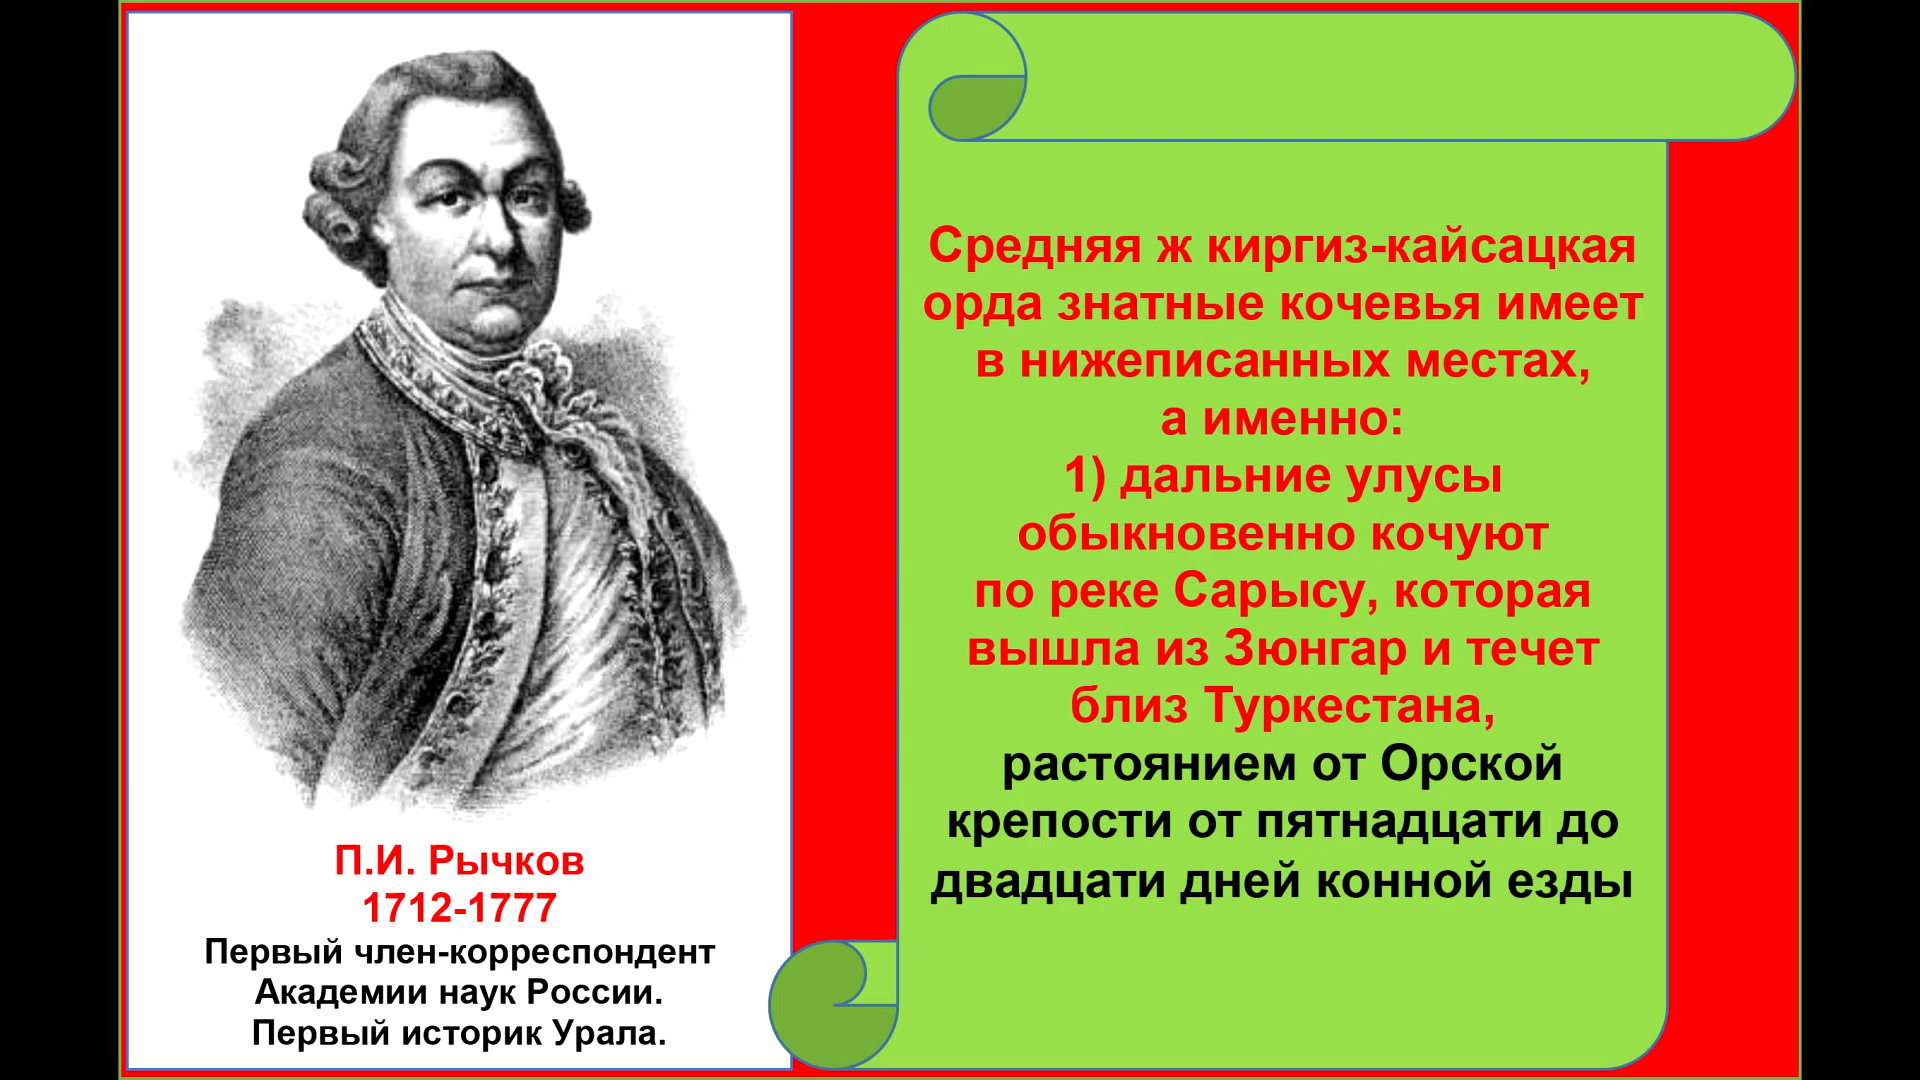 П.И. Рычков
1712-1777
Первый член-корреспондент
Академии наук России.
Первый историк Урала.
Средняя ж киргиз-кайсацкая
орда знатные кочевья имеет
в нижеписанных местах,
а именно:
1) дальние улусы
обыкновенно кочуют
по реке Сарысу, которая
вышла из Зюнгар и течет
близ Туркестана,
растоянием от Орской
крепости от пятнадцати до
двадцати дней конной езды